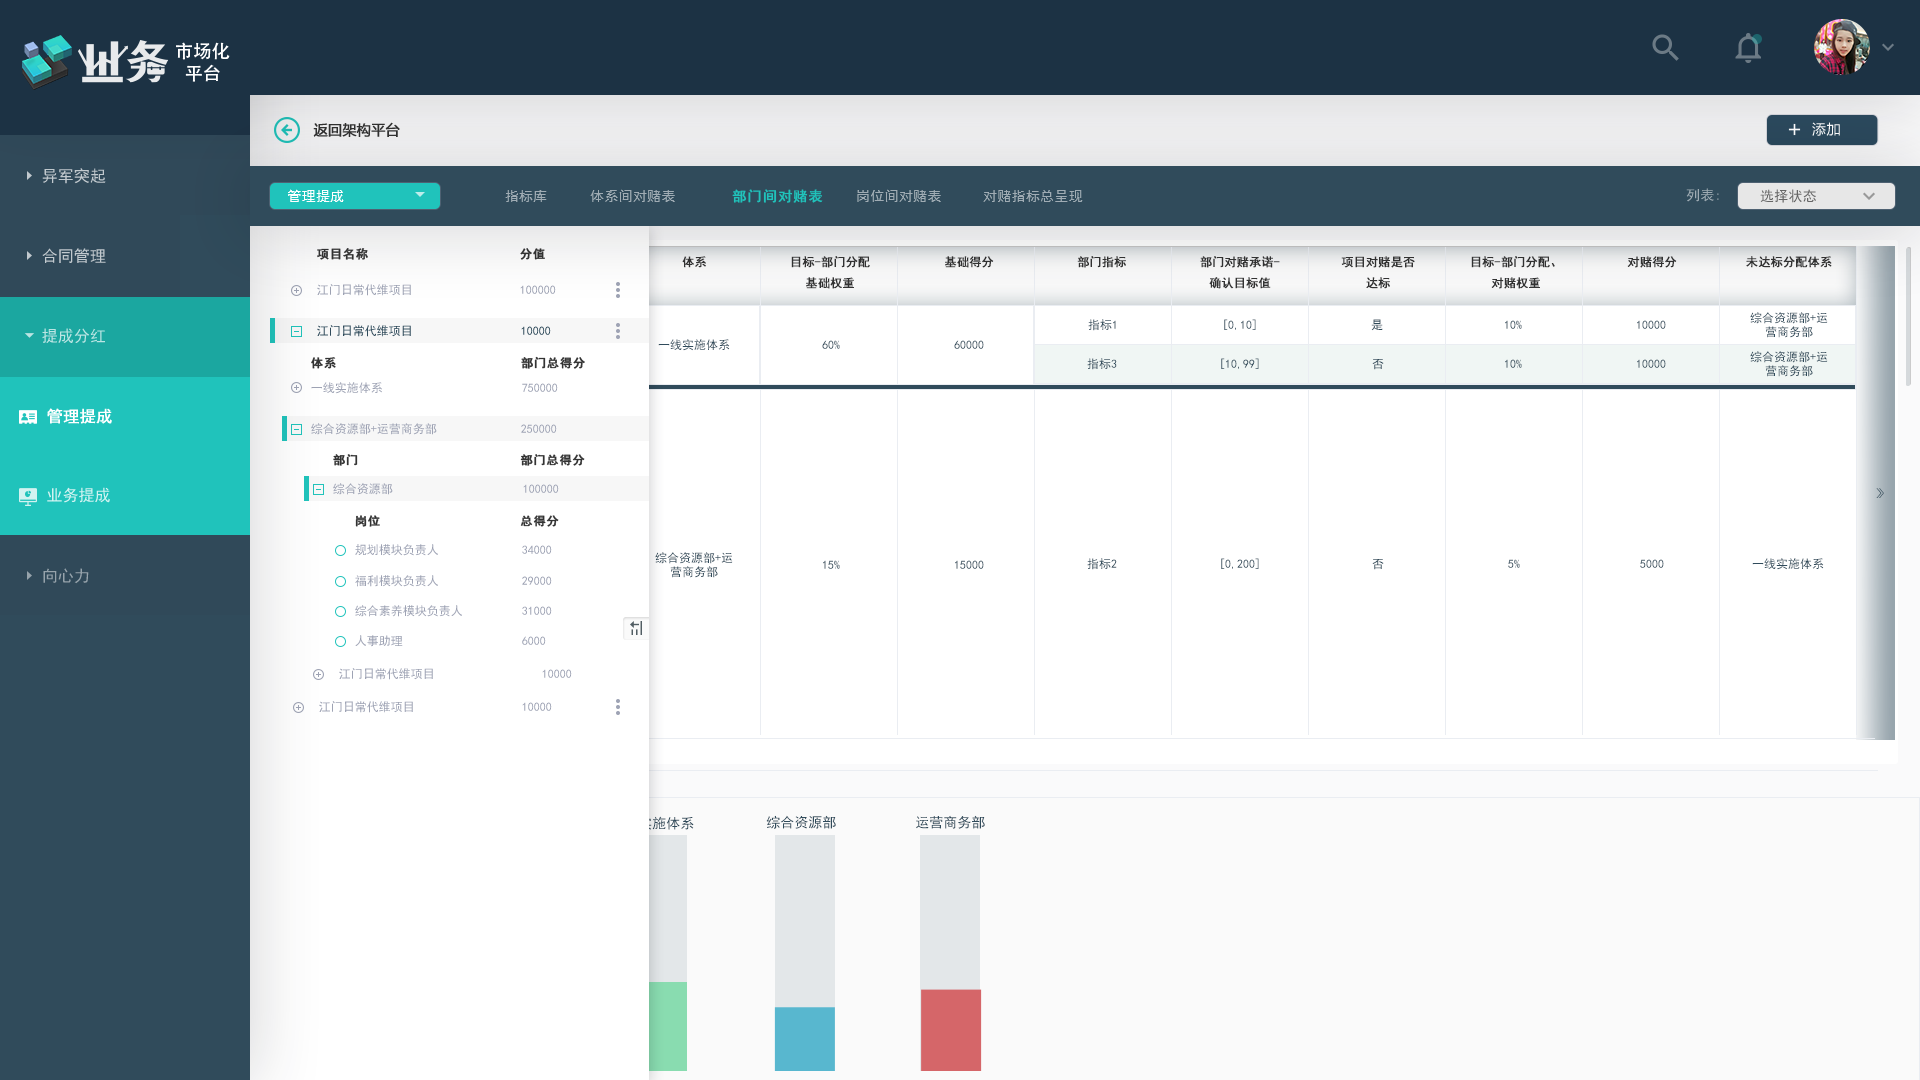 业务 市场化
平台
返回架构平台
+ 添加
异军突起
合同管理
提成分红
管理提成
业务提成
向心力
管理提成
指标库
体系间对赌表
部门间对赌表
岗位间对赌表
对赌指标总呈现
列表：
选择状态
项目名称 分值
江门日常代维项目 100000
江门日常代维项目 10000
体系 部门总得分
一线实施体系 750000
综合资源部+运营商务部 250000
部门 部门总得分
综合资源部 100000
岗位 总得分
规划模块负责人 34000
福利模块负责人 29000
综合素养模块负责人 31000
人事助理 6000
江门日常代维项目 10000
江门日常代维项目 10000
体系
目标-部门分配
基础权重
基础得分
部门指标
部门对赌承诺-
确认目标值
项目对赌是否
达标
目标-部门分配、
对赌权重
对赌得分
未达标分配体系
一线实施体系
60%
60000
指标1
[0,10]
是
10%
10000
综合资源部+运
营商务部
指标3
[10,99]
否
10%
10000
综合资源部+运
营商务部
综合资源部+运
营商务部
15%
15000
指标2
[0,200]
否
5%
5000
一线实施体系
施体系
综合资源部
运营商务部